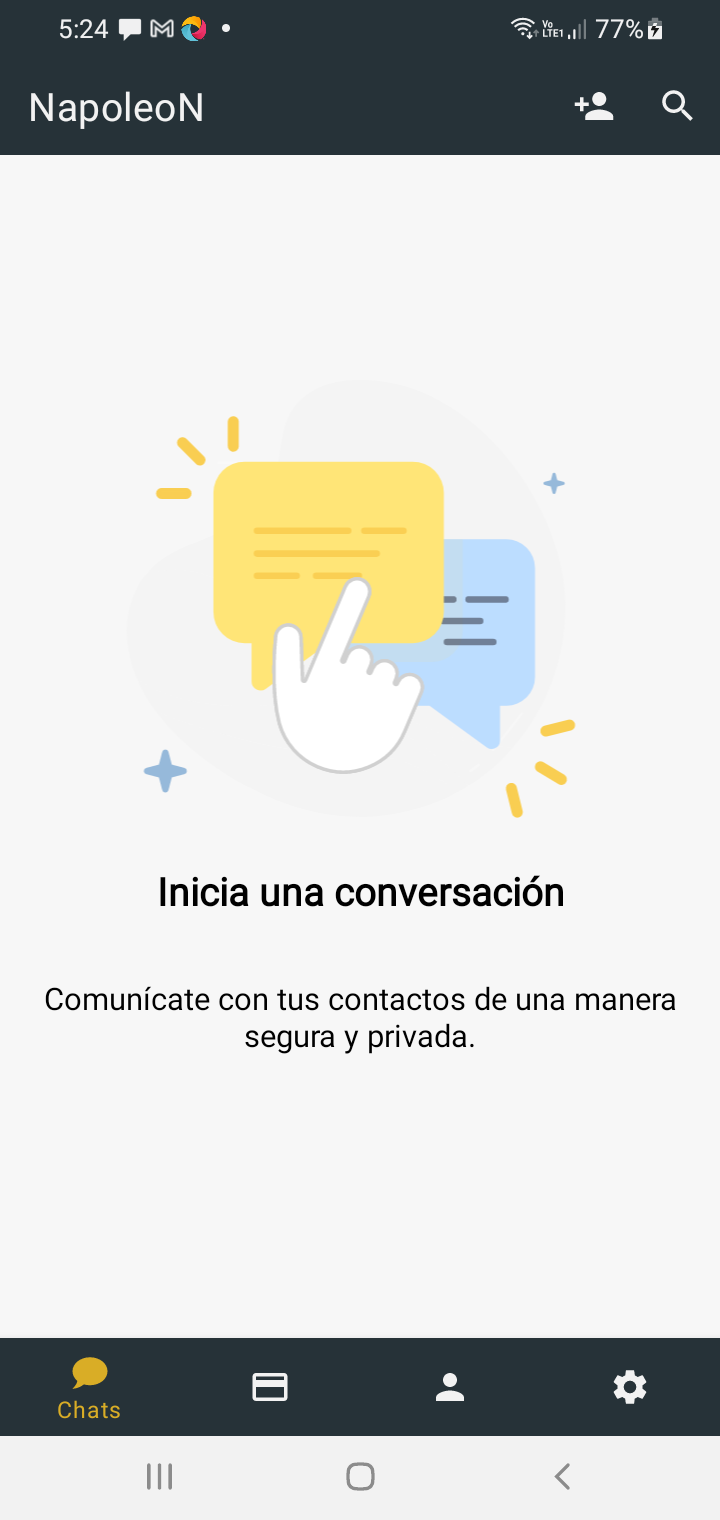 5:24
Vo
LTE1
77%
NapoleoN
Inicia una conversación
Comunícate con tus contactos de una manera
segura y privada.
Chats